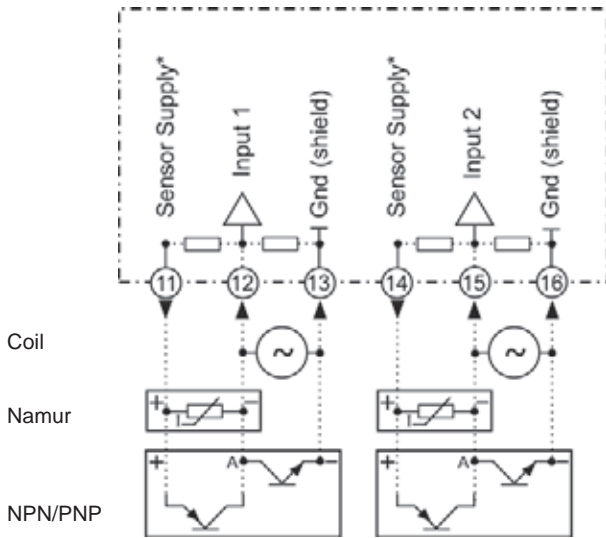 Sensor Supply*
Input 1
Gnd (shield)
Sensor Supply*
Input 2
Gnd (shield)
11 12 13 14 15 16
Coil
~ ~
Namur
+ I − + I −
NPN/PNP
+ A − + A −